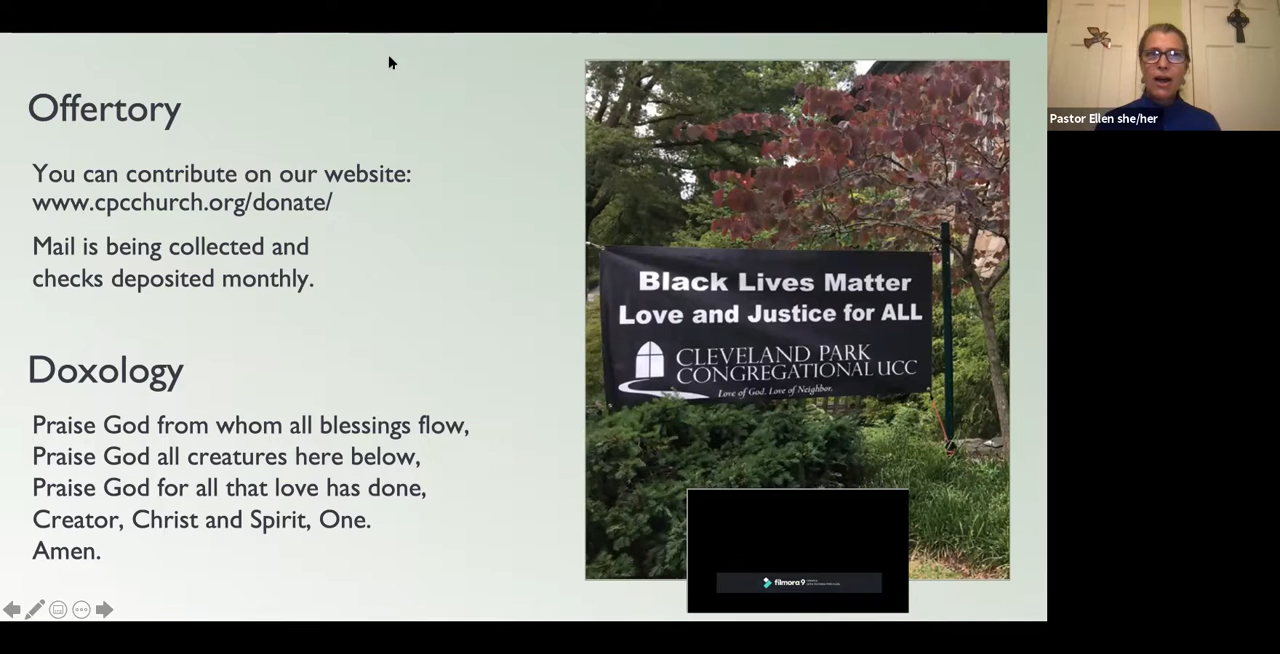 Offertory
You can contribute on our website:
www.cpcchurch.org/donate/
Mail is being collected and
checks deposited monthly.
Doxology
Praise God from whom all blessings flow,
Praise God all creatures here below,
Praise God for all that love has done,
Creator, Christ and Spirit, One.
Amen.
Black Lives Matter
Love and Justice for ALL
CLEVELAND PARK
CONGREGATIONAL UCC
Love of God. Love of Neighbor.
filmora9
Pastor Ellen she/her